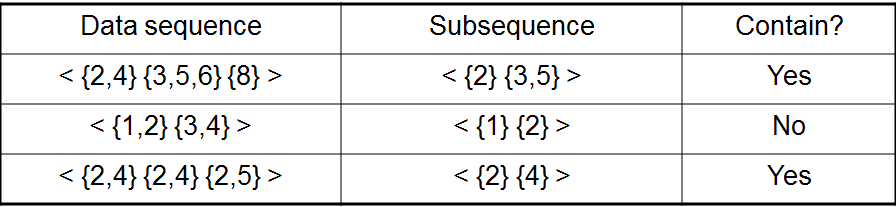 Data sequence Subsequence Contain?
< {2,4} {3,5,6} {8} > < {2} {3,5} > Yes
< {1,2} {3,4} > < {1} {2} > No
< {2,4} {2,4} {2,5} > < {2} {4} > Yes